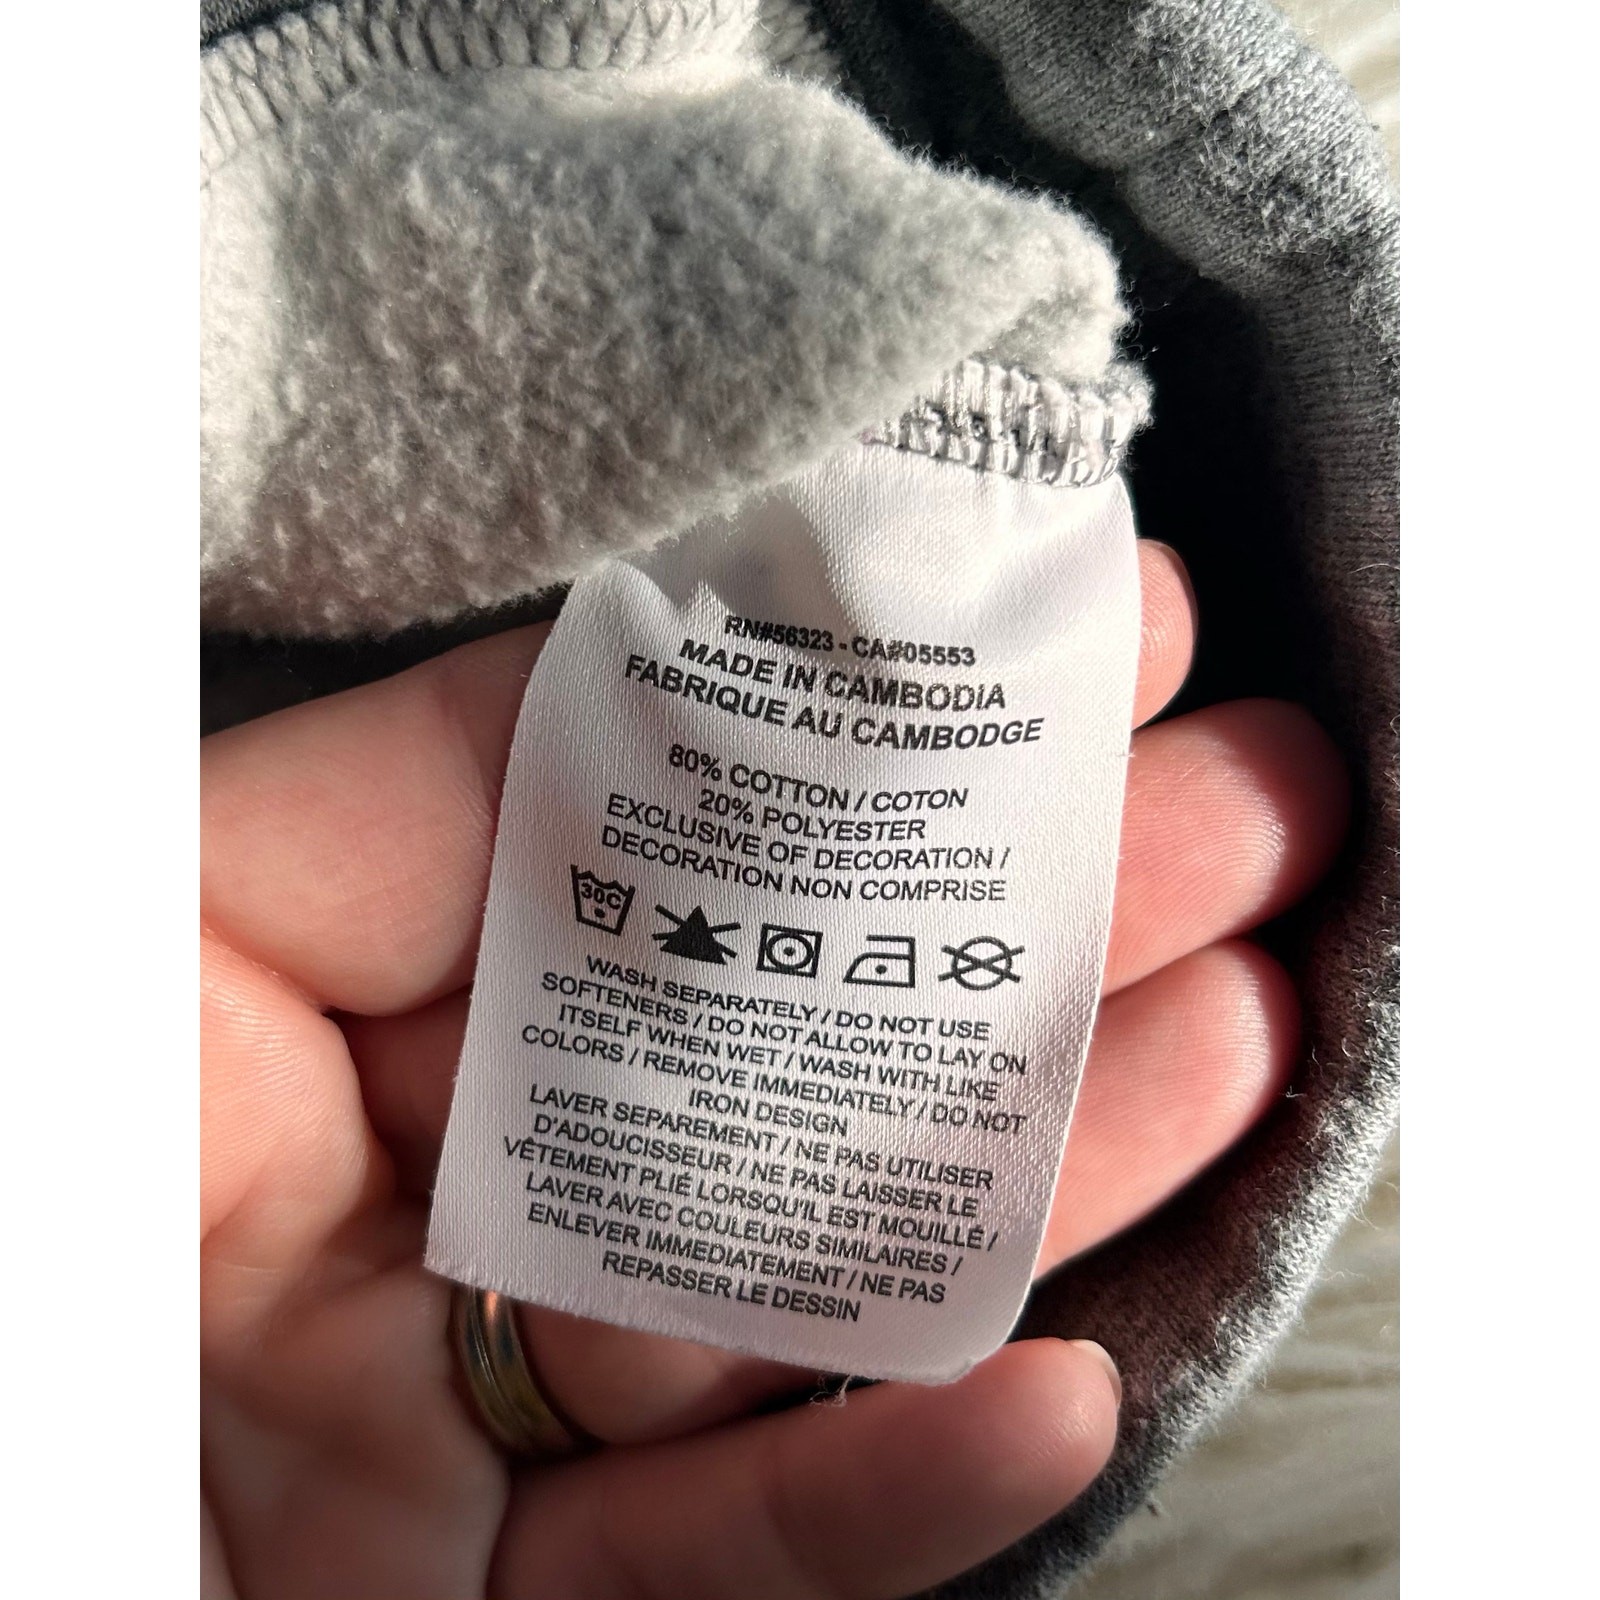 RN#56323 - CA#05553
MADE IN CAMBODIA
FABRIQUE AU CAMBODGE
80% COTTON / COTON
20% POLYESTER
EXCLUSIVE OF DECORATION /
DECORATION NON COMPRISE
30C
WASH SEPARATELY / DO NOT USE
SOFTENERS / DO NOT ALLOW TO LAY ON
ITSELF WHEN WET / WASH WITH LIKE
COLORS / REMOVE IMMEDIATELY / DO NOT
IRON DESIGN
LAVER SEPAREMENT / NE PAS UTILISER
D'ADOUCISSEUR / NE PAS LAISSER LE
VÊTEMENT PLIÉ LORSQU'IL EST MOUILLÉ /
LAVER AVEC COULEURS SIMILAIRES /
ENLEVER IMMEDIATEMENT / NE PAS
REPASSER LE DESSIN